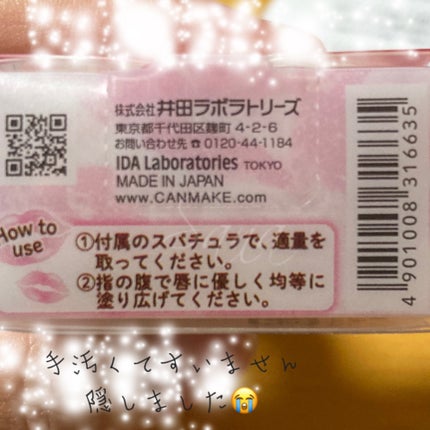 株式会社 井田ラボラトリーズ
東京都千代田区麹町 4-2-6
お問い合わせ先 ☎ 0120-44-1184
IDA Laboratories TOKYO
MADE IN JAPAN
www.CANMAKE.com
How to
use
①付属のスパチュラで、適量を
取ってください。
②指の腹で唇に優しく均等に
塗り広げてください。
4 901008 316635
手汚くてすいません
隠しました😭